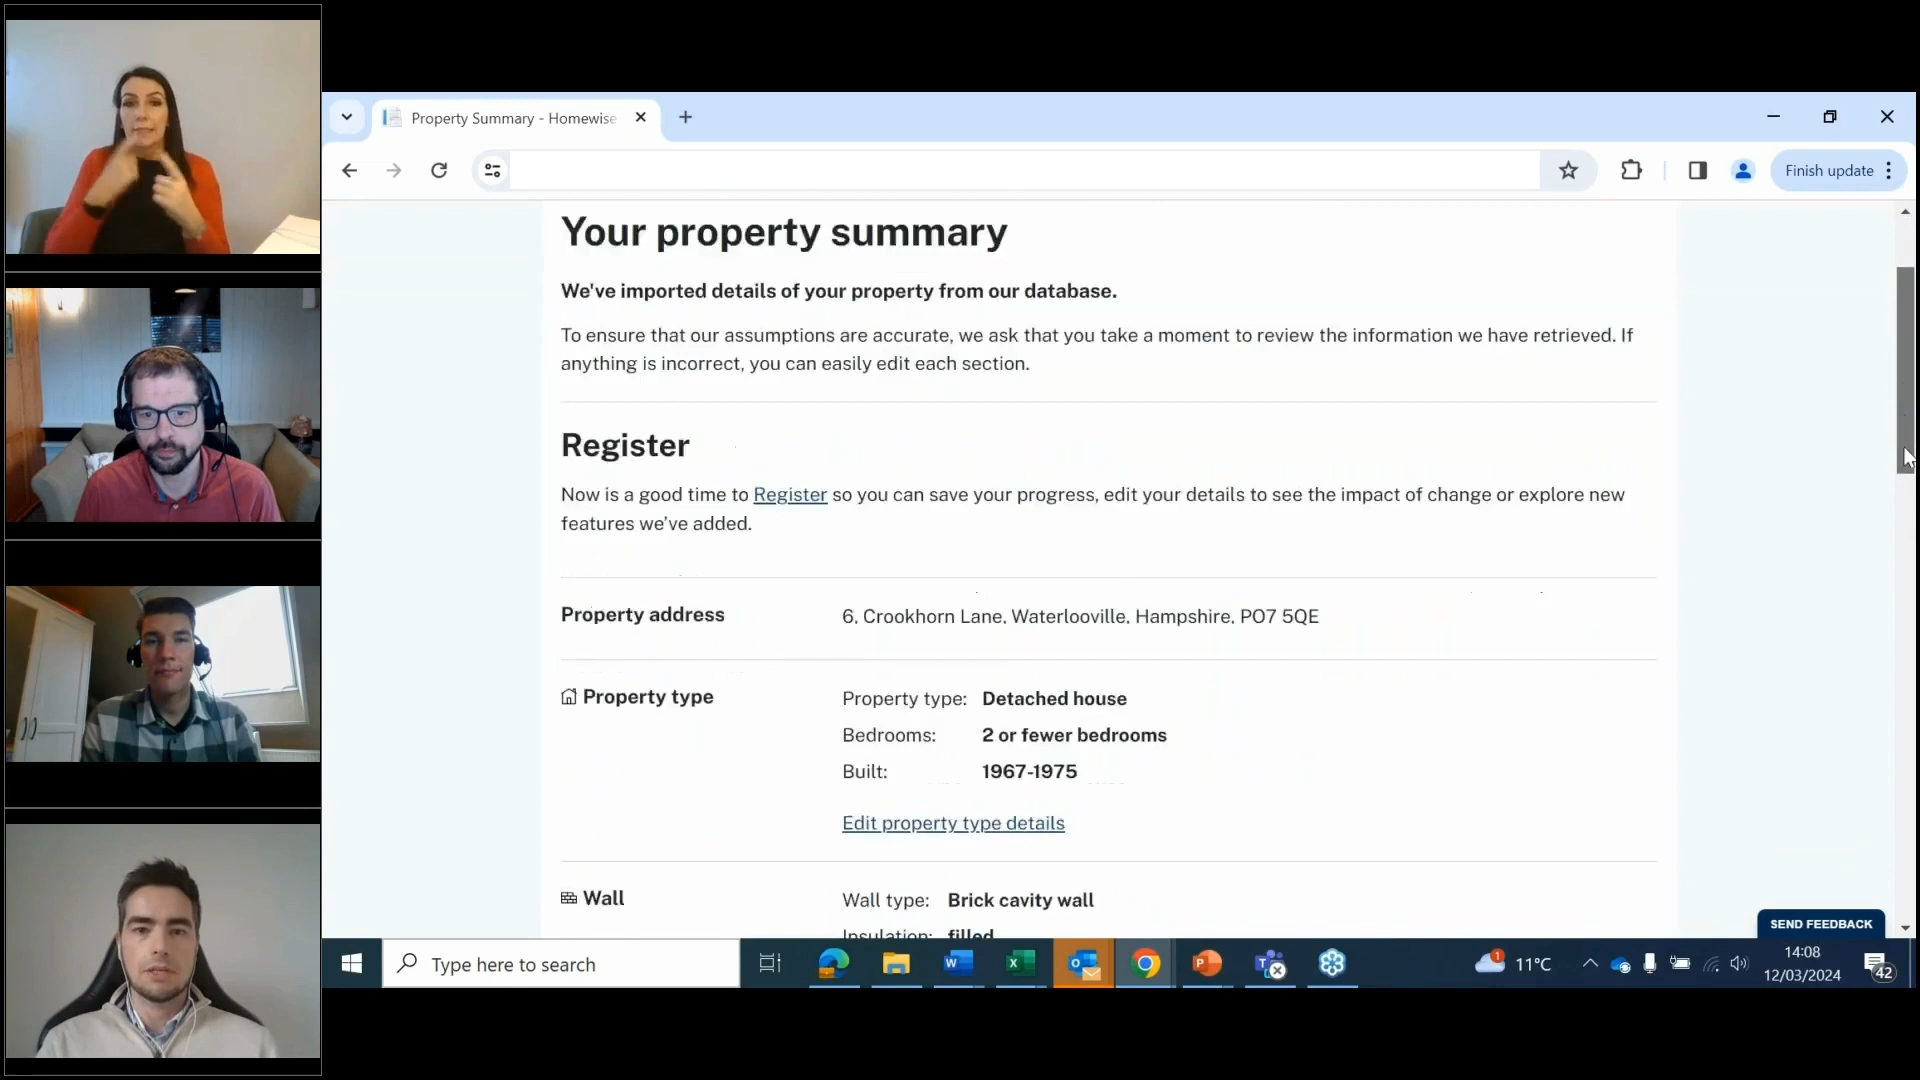 Property Summary - Homewise
Finish update
Your property summary
We've imported details of your property from our database.
To ensure that our assumptions are accurate, we ask that you take a moment to review the information we have retrieved. If
anything is incorrect, you can easily edit each section.
Register
Now is a good time to Register so you can save your progress, edit your details to see the impact of change or explore new
features we've added.
Property address 6, Crookhorn Lane, Waterlooville, Hampshire, PO7 5QE
Property type Property type: Detached house
Bedrooms: 2 or fewer bedrooms
Built: 1967-1975
Edit property type details
Wall Wall type: Brick cavity wall
Insulation: filled
SEND FEEDBACK
Type here to search
1
11°C
14:08
12/03/2024
42